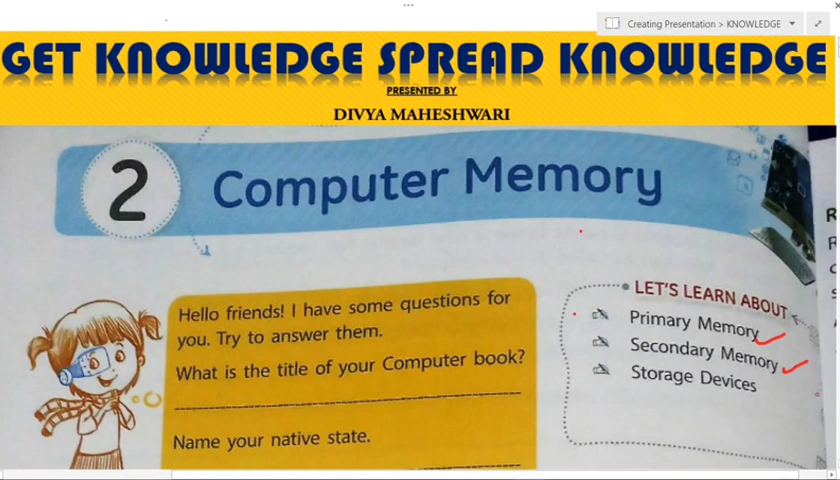 Creating Presentation > KNOWLEDGE
GET KNOWLEDGE SPREAD KNOWLEDGE
PRESENTED BY
DIVYA MAHESHWARI
2 Computer Memory
Hello friends! I have some questions for
you. Try to answer them.
What is the title of your Computer book?
Name your native state.
LET'S LEARN ABOUT
Primary Memory
Secondary Memory
Storage Devices